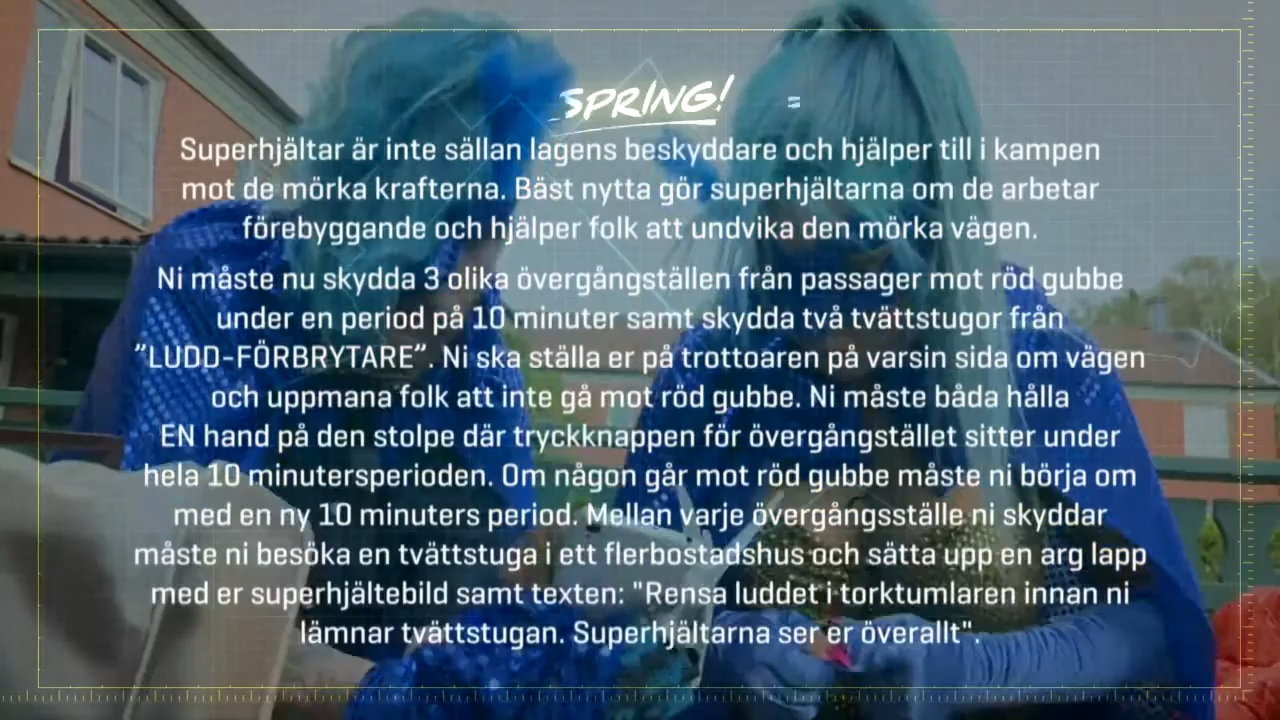 SPRING!
Superhjältar är inte sällan lagens beskyddare och hjälper till i kampen
mot de mörka krafterna. Bäst nytta gör superhjältarna om de arbetar
förebyggande och hjälper folk att undvika den mörka vägen.
Ni måste nu skydda 3 olika övergångställen från passager mot röd gubbe
under en period på 10 minuter samt skydda två tvättstugor från
”LUDD-FÖRBRYTARE”. Ni ska ställa er på trottoaren på varsin sida om vägen
och uppmana folk att inte gå mot röd gubbe. Ni måste båda hålla
EN hand på den stolpe där tryckknappen för övergångstället sitter under
hela 10 minutersperioden. Om någon går mot röd gubbe måste ni börja om
med en ny 10 minuters period. Mellan varje övergångsställe ni skyddar
måste ni besöka en tvättstuga i ett flerbostadshus och sätta upp en arg lapp
med er superhjältebild samt texten: "Rensa luddet i torktumlaren innan ni
lämnar tvättstugan. Superhjältarna ser er överallt".